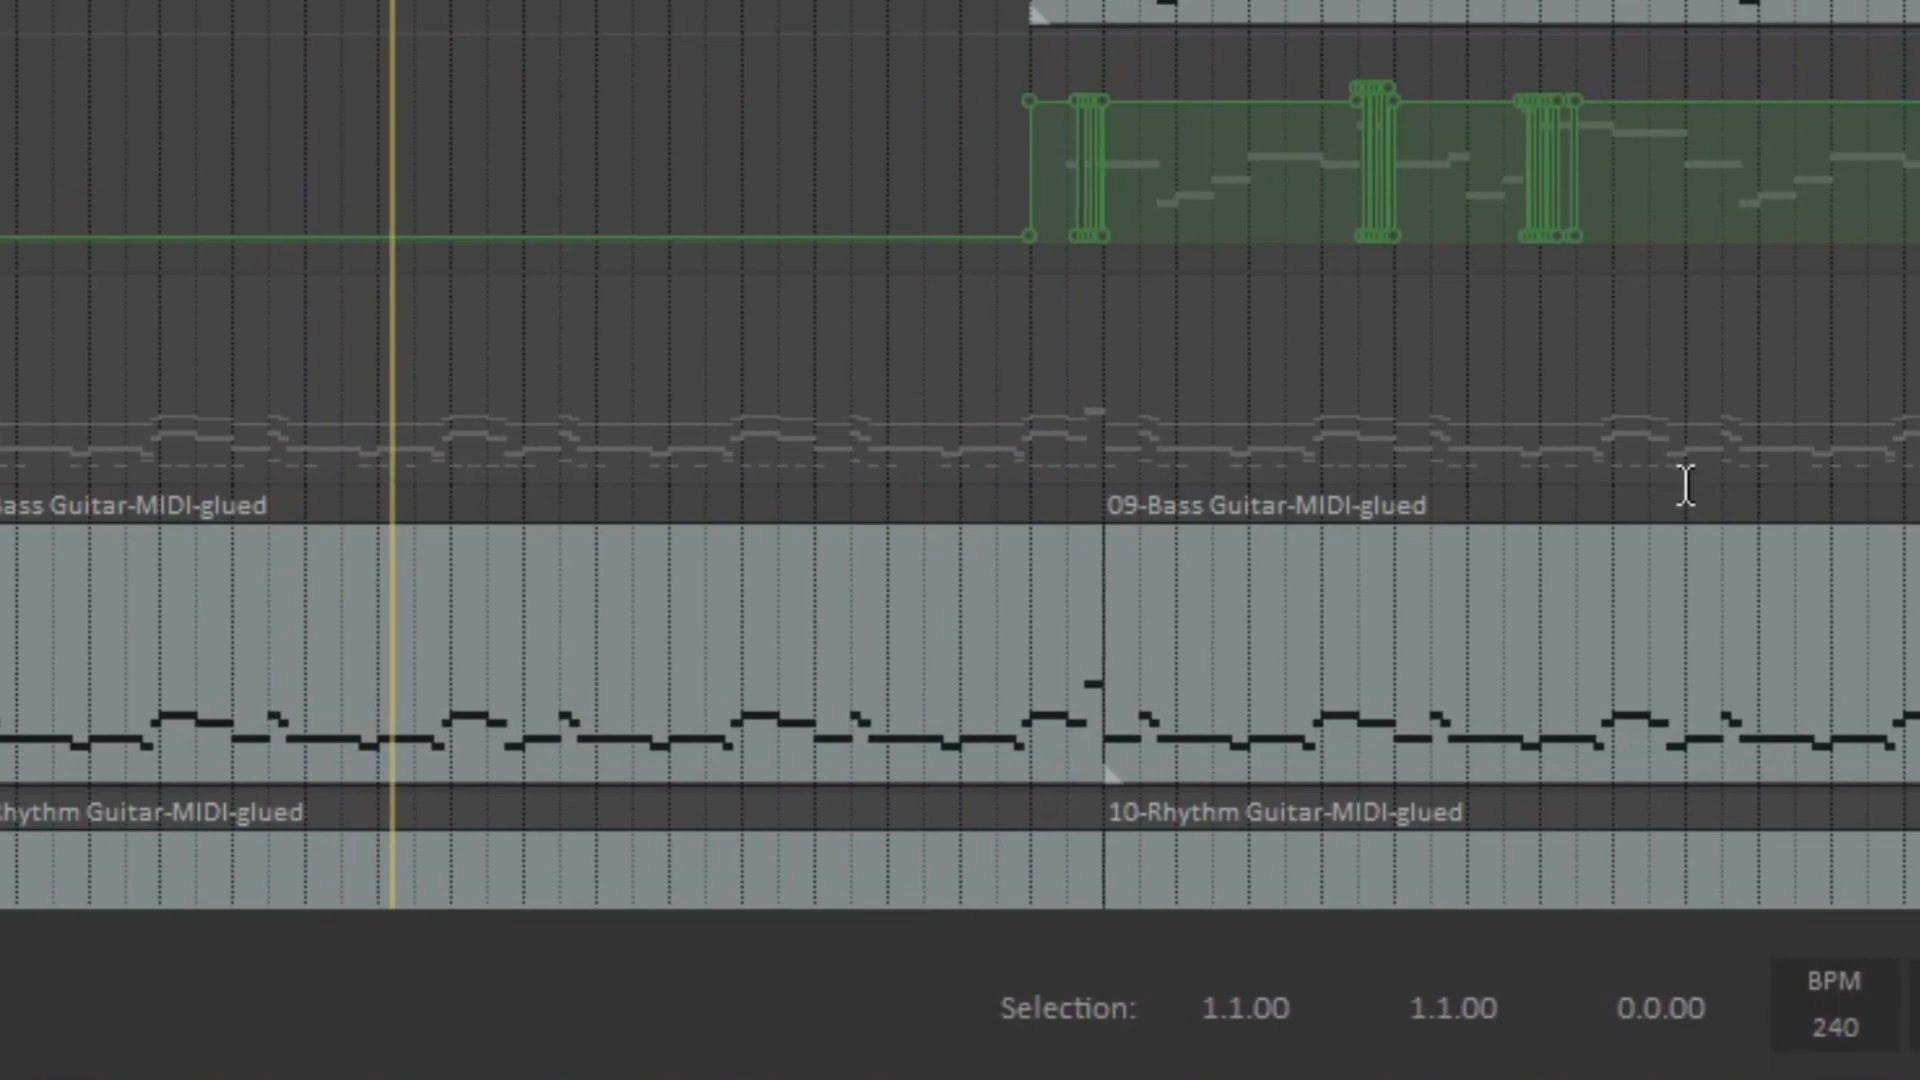 ass Guitar-MIDI-glued
09-Bass Guitar-MIDI-glued
hythm Guitar-MIDI-glued
10-Rhythm Guitar-MIDI-glued
Selection: 1.1.00 1.1.00 0.0.00
BPM
240